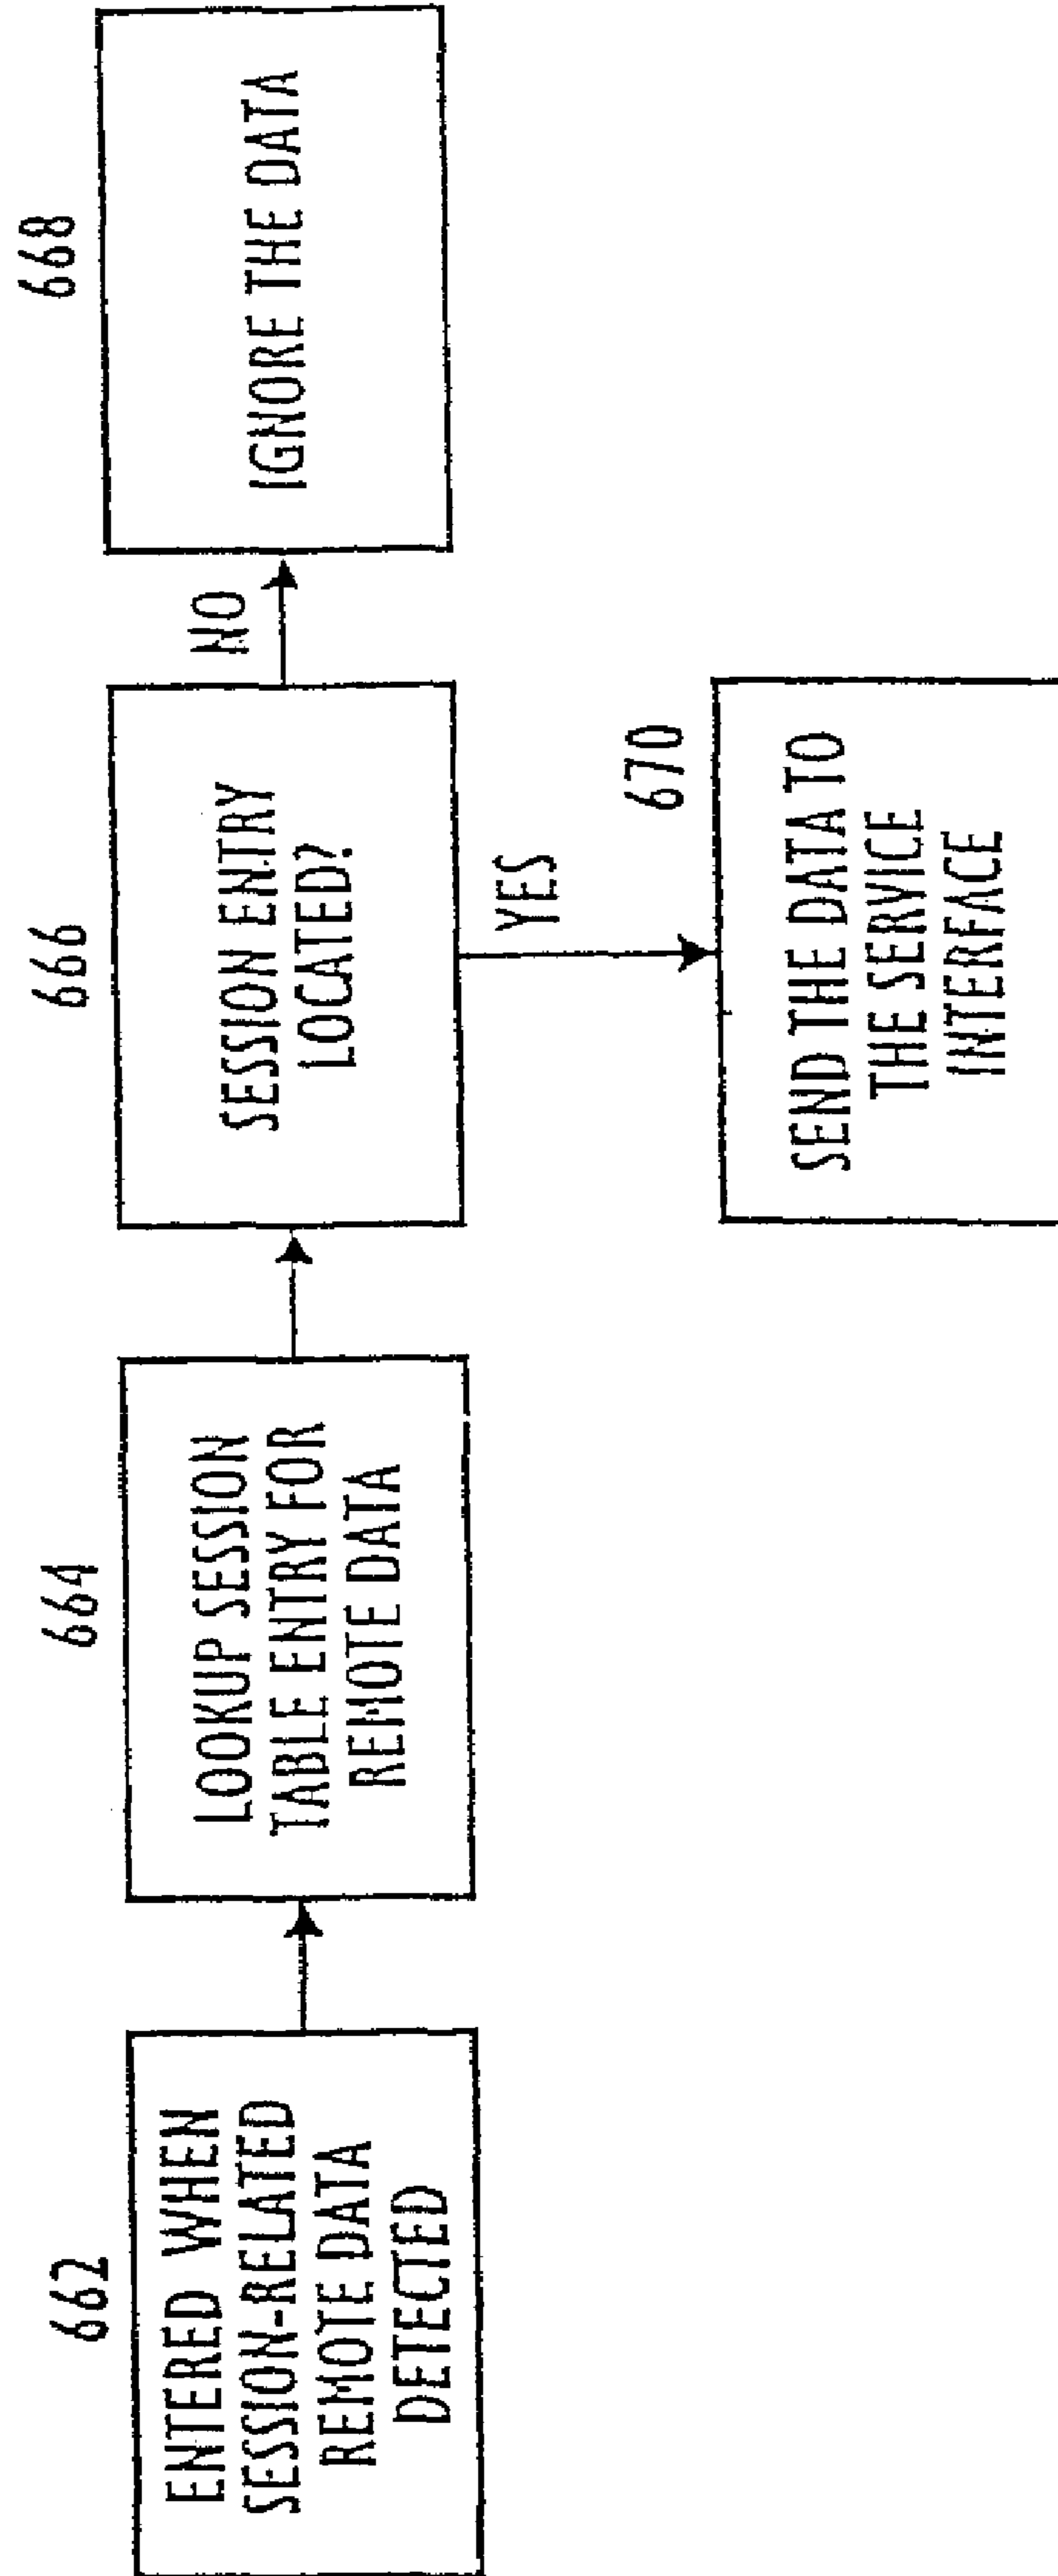 662
ENTERED WHEN
SESSION-RELATED
REMOTE DATA
DETECTED
664
LOOKUP SESSION
TABLE ENTRY FOR
REMOTE DATA
666
SESSION ENTRY
LOCATED?
NO
668
IGNORE THE DATA
YES
670
SEND THE DATA TO
THE SERVICE
INTERFACE